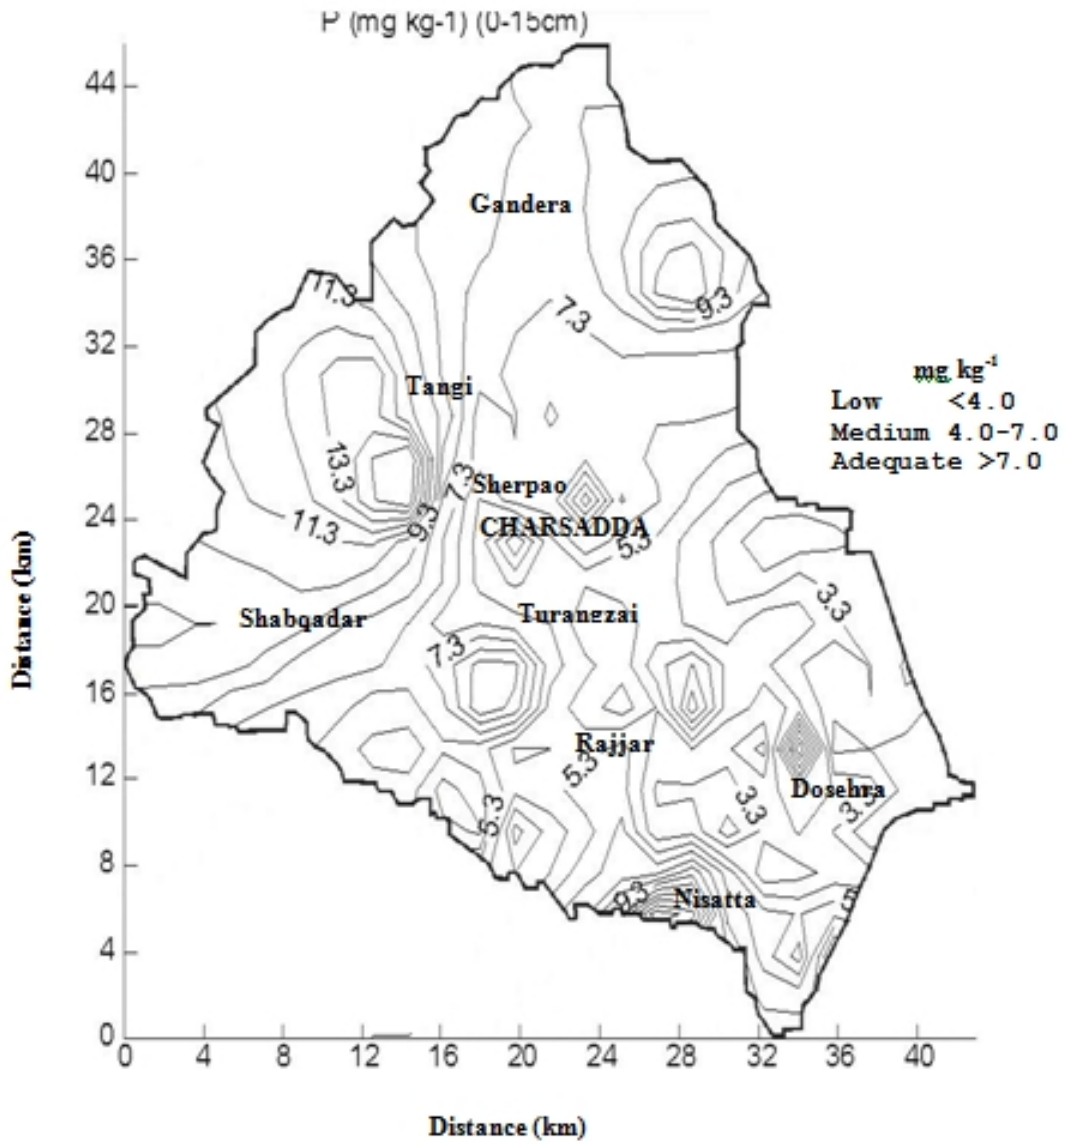 P (mg kg-1) (0-15cm)
44
40
36
32
28
24
20
16
12
8
4
0
Distance (km)
Gandera
11.3
7.3
9.3
Tangi
mg kg-1
Low <4.0
Medium 4.0-7.0
Adequate >7.0
13.3
7.3
Sherpao
11.3
9.3
CHARSADDA
5.3
3.3
Shabqadar
Turangzai
7.3
Rajjar
5.3
Dosehra
5.3
3.3
3.3
9.3
Nisatta
0 4 8 12 16 20 24 28 32 36 40
Distance (km)